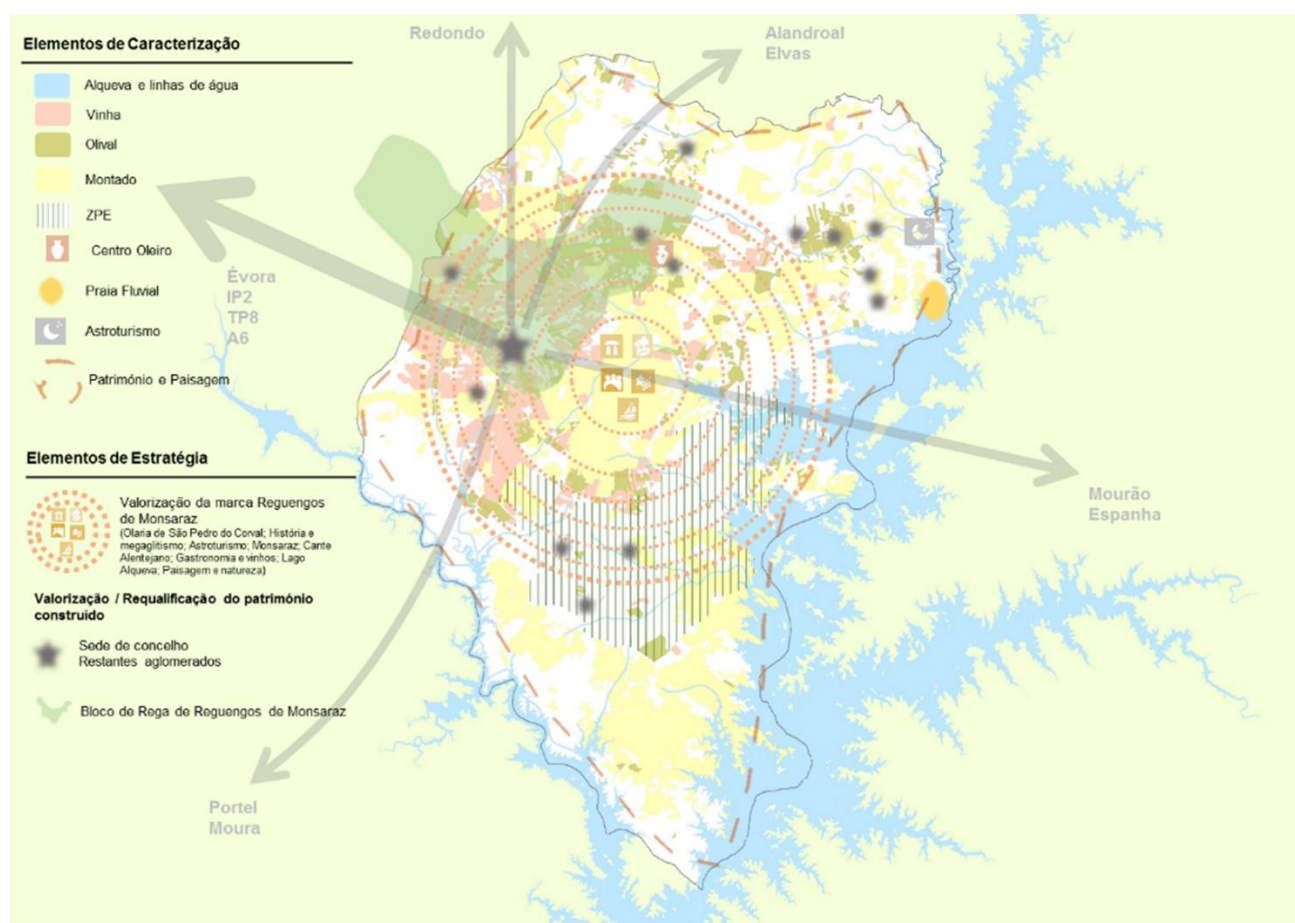 Elementos de Caracterização
Alqueva e linhas de água
Vinha
Olival
Montado
ZPE
Centro Oleiro
Praia Fluvial
Astroturismo
Património e Paisagem
Elementos de Estratégia
Valorização da marca Reguengos
de Monsaraz
(Olaria de São Pedro do Corval; História e
megaglitismo; Astroturismo; Monsaraz; Cante
Alentejano; Gastronomia e vinhos; Lago
Alqueva; Paisagem e natureza)
Valorização / Requalificação do património
construido
Sede de concelho
Restantes aglomerados
Bloco de Rega de Reguengos de Monsaraz
Redondo
Alandroal
Elvas
Évora
IP2
TP8
A6
Mourão
Espanha
Portel
Moura